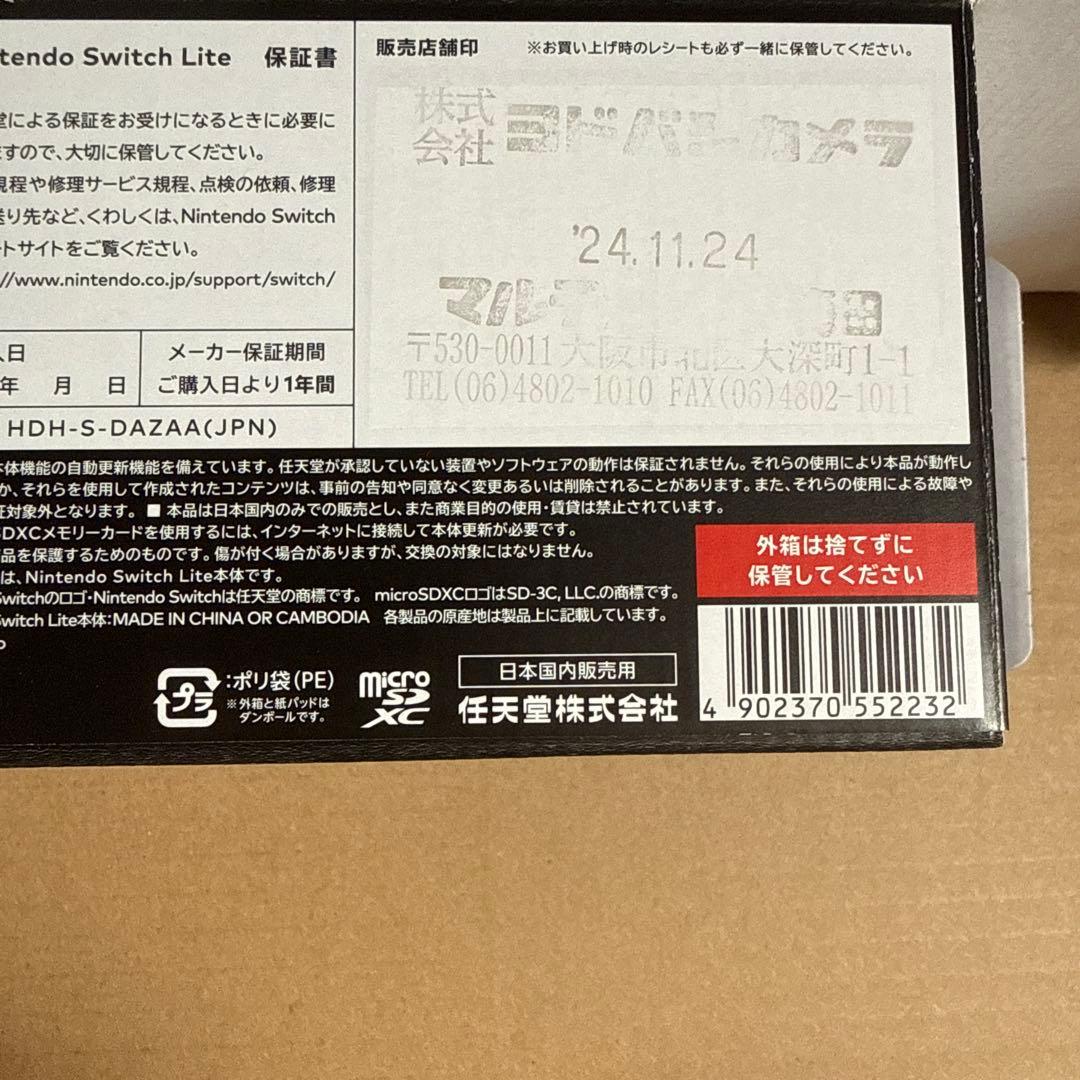 tendo Switch Lite 保証書
堂による保証をお受けになるときに必要に
ますので、大切に保管してください。
規程や修理サービス規程、点検の依頼、修理
送り先など、くわしくは、Nintendo Switch
ートサイトをご覧ください。
//www.nintendo.co.jp/support/switch/
入日
年 月 日
メーカー保証期間
ご購入日より1年間
HDH-S-DAZAA(JPN)
販売店舗印 ※お買い上げ時のレシートも必ず一緒に保管してください。
株式会社 ヨドバシカメラ
'24.11.24
マル
〒530-0011 大阪市北区大深町1-1
TEL(06)4802-1010 FAX(06)4802-1011
本体機能の自動更新機能を備えています。任天堂が承認していない装置やソフトウェアの動作は保証されません。それらの使用により本品が動作し
か、それらを使用して作成されたコンテンツは、事前の告知や同意なく変更あるいは削除されることがあります。また、それらの使用による故障や
証対象外となります。 ■ 本品は日本国内のみでの販売とし、また商業目的の使用・賃貸は禁止されています。
SDXCメモリーカードを使用するには、インターネットに接続して本体更新が必要です。
品を保護するためのものです。傷が付く場合がありますが、交換の対象にはなりません。
は、Nintendo Switch Lite本体です。
Switchのロゴ・Nintendo Switchは任天堂の商標です。 microSDXCロゴはSD-3C, LLC.の商標です。
Switch Lite本体:MADE IN CHINA OR CAMBODIA 各製品の原産地は製品上に記載しています。
外箱は捨てずに
保管してください
プラ
:ポリ袋(PE)
※外箱と紙パッドは
ダンボールです。
micro
SD
XC
日本国内販売用
任天堂株式会社
4 902370 552232